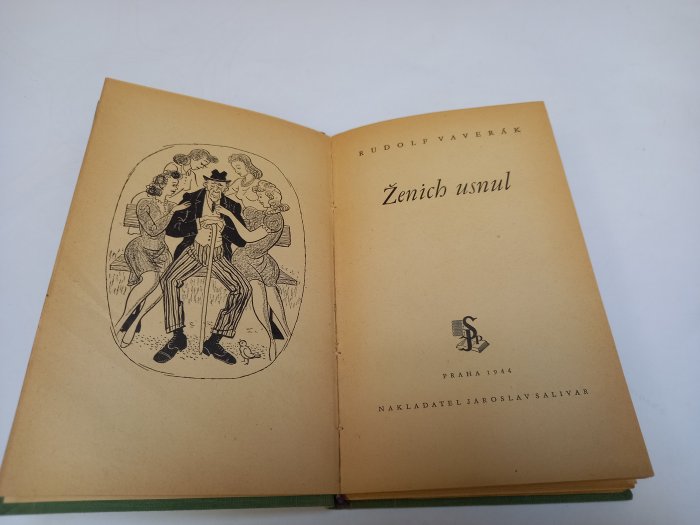 RUDOLF VAVERÁK
Ženich usnul
PRAHA 1944
NAKLADATEL JAROSLAV SALIVAR